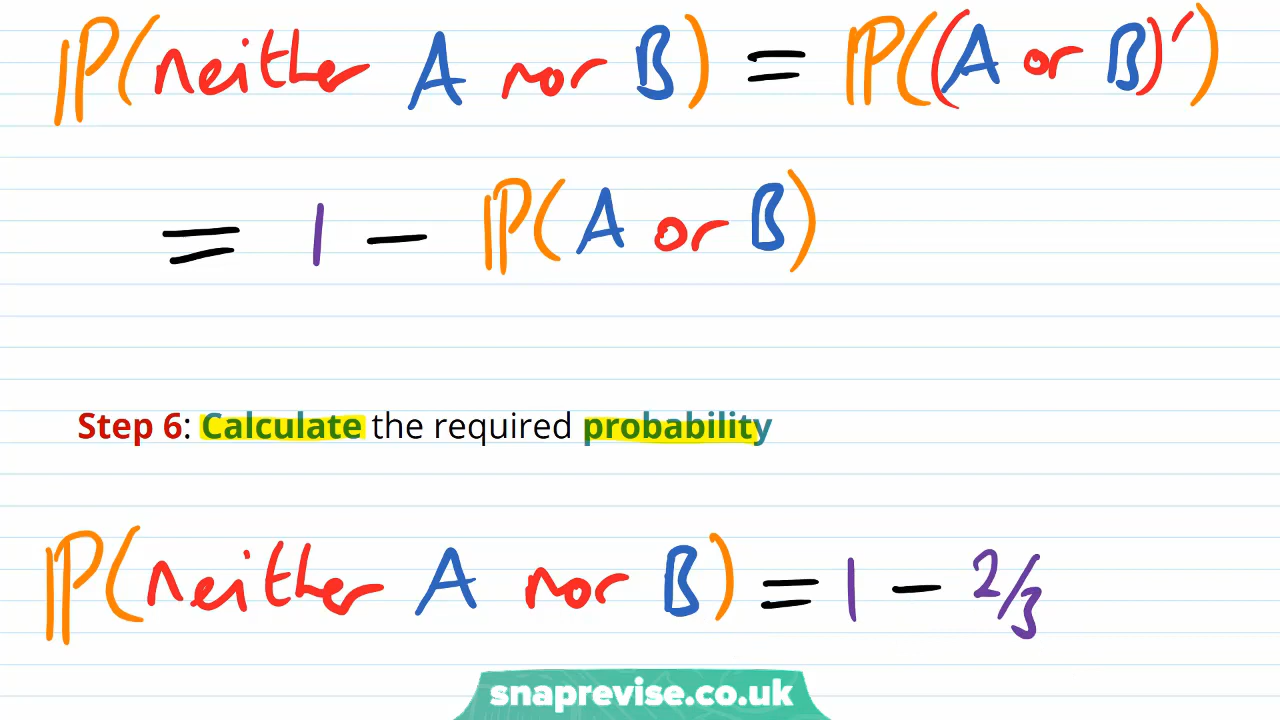 ℙ(neither A nor B) = ℙ((A or B)')
= 1 - ℙ(A or B)
Step 6: Calculate the required probability
ℙ(neither A nor B) = 1 - 2/3
snaprevise.co.uk